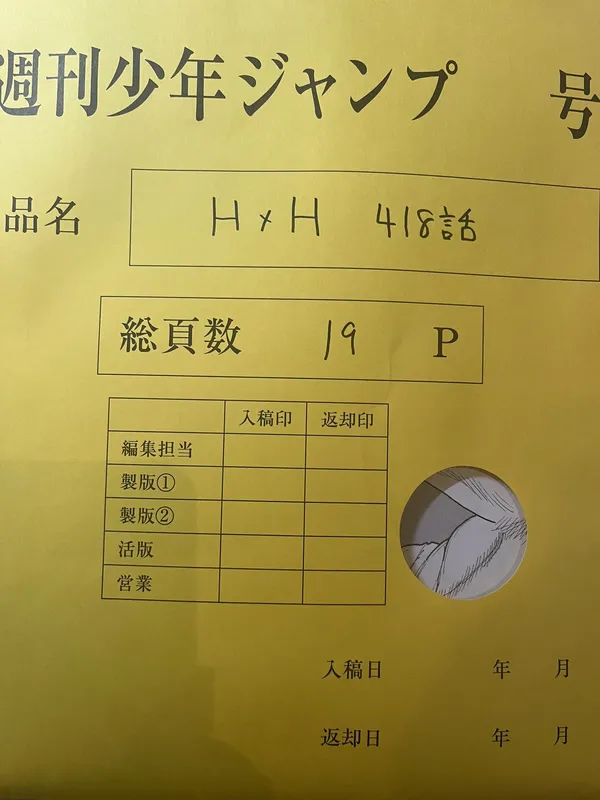 週刊少年ジャンプ 号
品名 H×H 418話
総頁数 19 P
入稿印 返却印
編集担当
製版①
製版②
活版
営業
入稿日 年 月
返却日 年 月